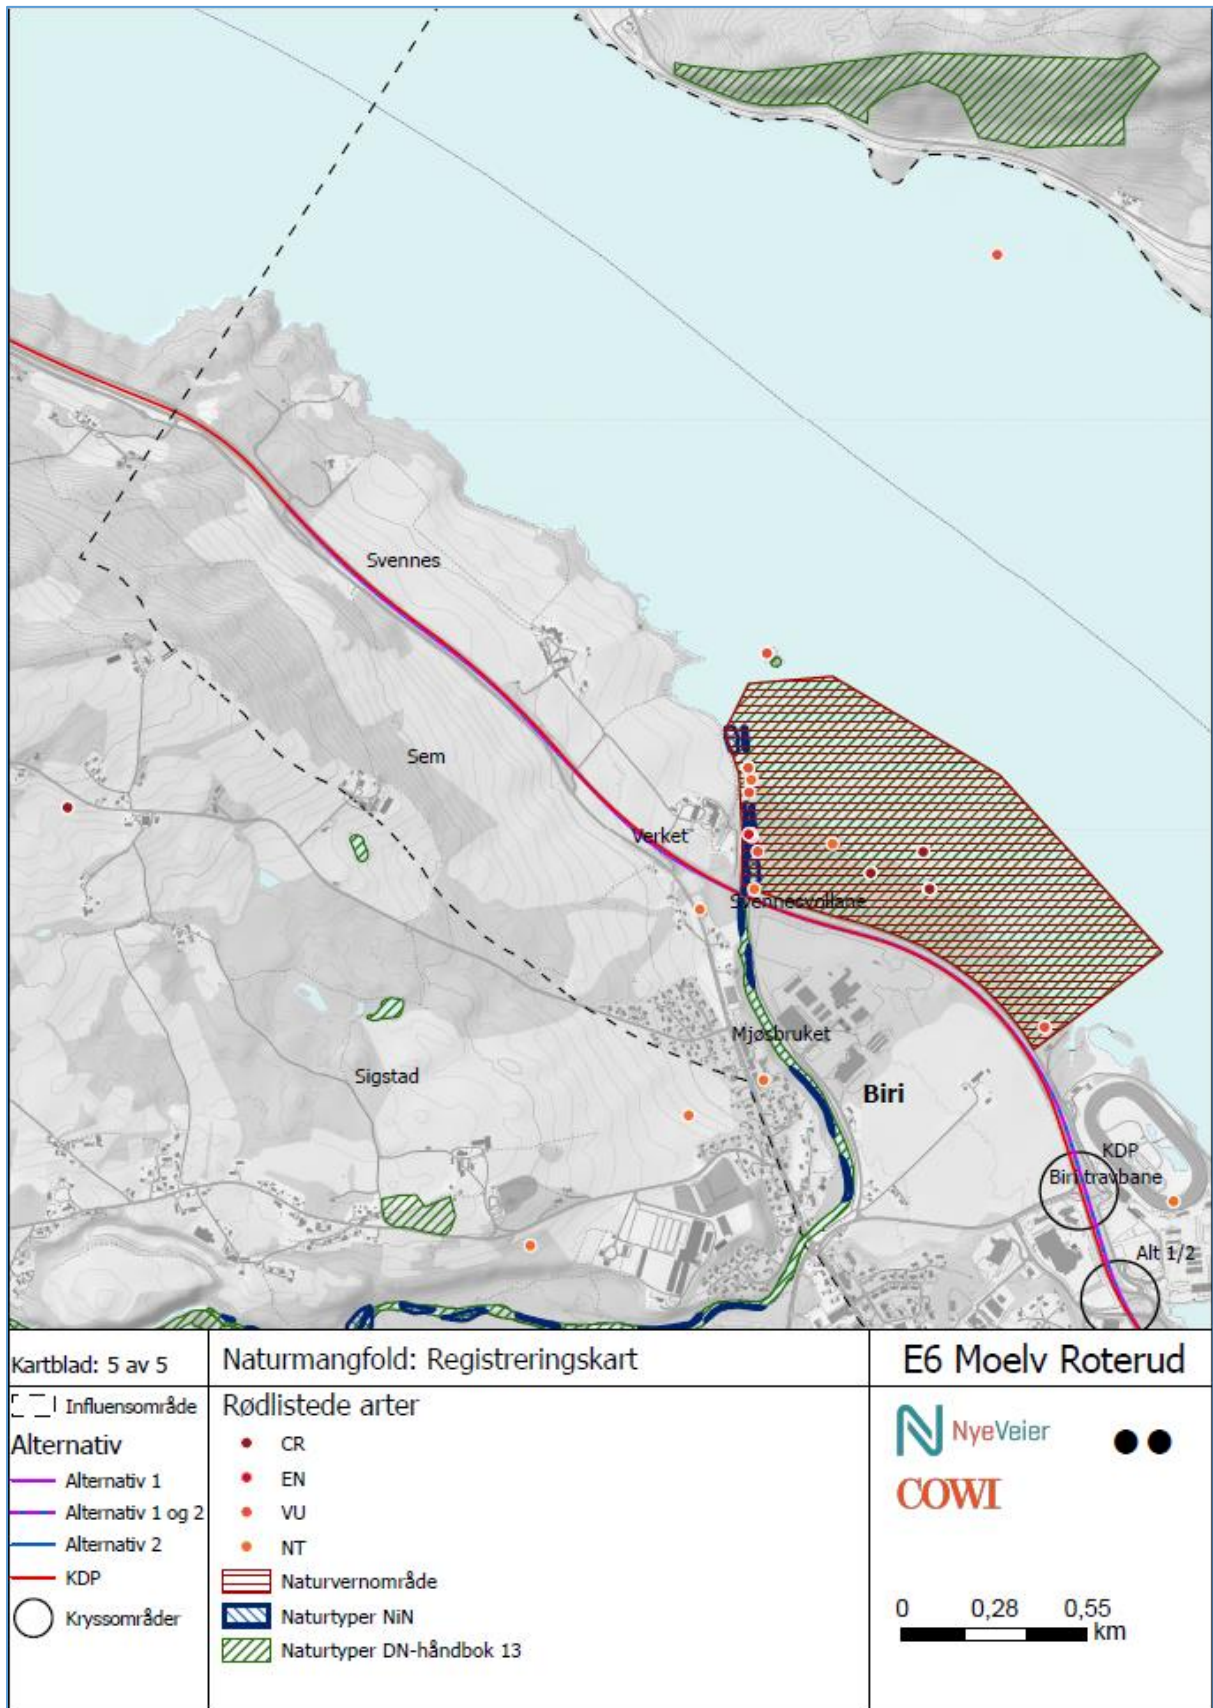 Svennes
Sem
Verket
Svennesvollane
Mjøsbruket
Sigstad
Biri
KDP
Biri travbane
Alt 1/2
Kartblad: 5 av 5
Naturmangfold: Registreringskart
E6 Moelv Roterud
Influensområde
Alternativ
Alternativ 1
Alternativ 1 og 2
Alternativ 2
KDP
Kryssområder
Rødlistede arter
CR
EN
VU
NT
Naturvernområde
Naturtyper NiN
Naturtyper DN-håndbok 13
NyeVeier
COWI
0 0,28 0,55
km